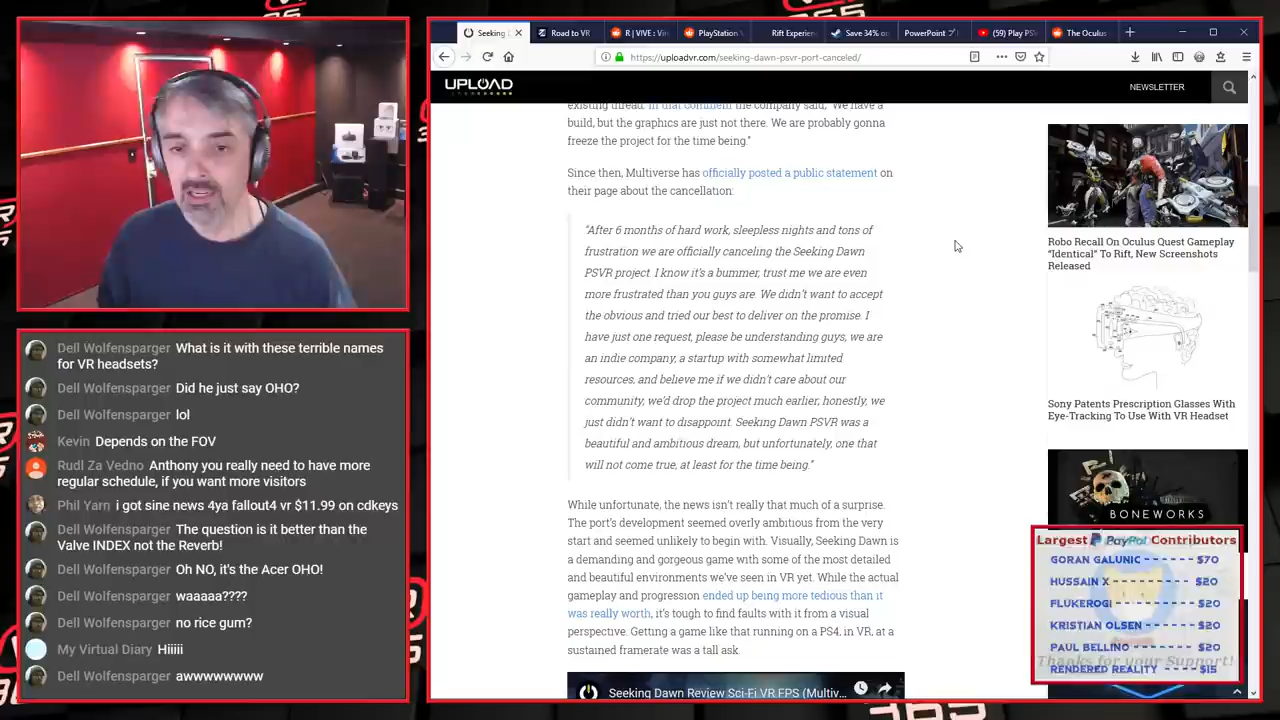 Seeking D
Road to VR
R | VIVE : Viv
PlayStation V
Rift Experien
Save 34% o
PowerPoint プ
(59) Play PSV
The Oculus
https://uploadvr.com/seeking-dawn-psvr-port-canceled/
UPLOAD
NEWSLETTER
existing thread. In that comment the company said, "We have a
build, but the graphics are just not there. We are probably gonna
freeze the project for the time being."
Since then, Multiverse has officially posted a public statement on
their page about the cancellation:
"After 6 months of hard work, sleepless nights and tons of
frustration we are officially canceling the Seeking Dawn
PSVR project. I know it's a bummer, trust me we are even
more frustrated than you guys are. We didn't want to accept
the obvious and tried our best to deliver on the promise. I
have just one request, please be understanding guys, we are
an indie company, a startup with somewhat limited
resources, and believe me if we didn't care about our
community, we'd drop the project much earlier, honestly, we
just didn't want to disappoint. Seeking Dawn PSVR was a
beautiful and ambitious dream, but unfortunately, one that
will not come true, at least for the time being."
While unfortunate, the news isn't really that much of a surprise.
The port's development seemed overly ambitious from the very
start and seemed unlikely to begin with. Visually, Seeking Dawn is
a demanding and gorgeous game with some of the most detailed
and beautiful environments we've seen in VR yet. While the actual
gameplay and progression ended up being more tedious than it
was really worth, it's tough to find faults with it from a visual
perspective. Getting a game like that running on a PS4, in VR, at a
sustained framerate was a tall ask.
Seeking Dawn Review Sci-Fi VR FPS (Multiv...
Robo Recall On Oculus Quest Gameplay
"Identical" To Rift, New Screenshots
Released
Sony Patents Prescription Glasses With
Eye-Tracking To Use With VR Headset
BONEWORKS
Largest PayPal Contributors
GORAN GALUNIC ------- $70
HUSSAIN X ------- $20
FLUKEROGI ------- $20
KRISTIAN OLSEN ------- $20
PAUL BELLINO ------- $20
RENDERED REALITY ------- $15
Thanks for your Support!
Dell Wolfensparger What is it with these terrible names
for VR headsets?
Dell Wolfensparger Did he just say OHO?
Dell Wolfensparger lol
Kevin Depends on the FOV
Rudl Za Vedno Anthony you really need to have more
regular schedule, if you want more visitors
Phil Yarn i got sine news 4ya fallout4 vr $11.99 on cdkeys
Dell Wolfensparger The question is it better than the
Valve INDEX not the Reverb!
Dell Wolfensparger Oh NO, it's the Acer OHO!
Dell Wolfensparger waaaaa????
Dell Wolfensparger no rice gum?
My Virtual Diary Hiiiii
Dell Wolfensparger awwwwwwww
365